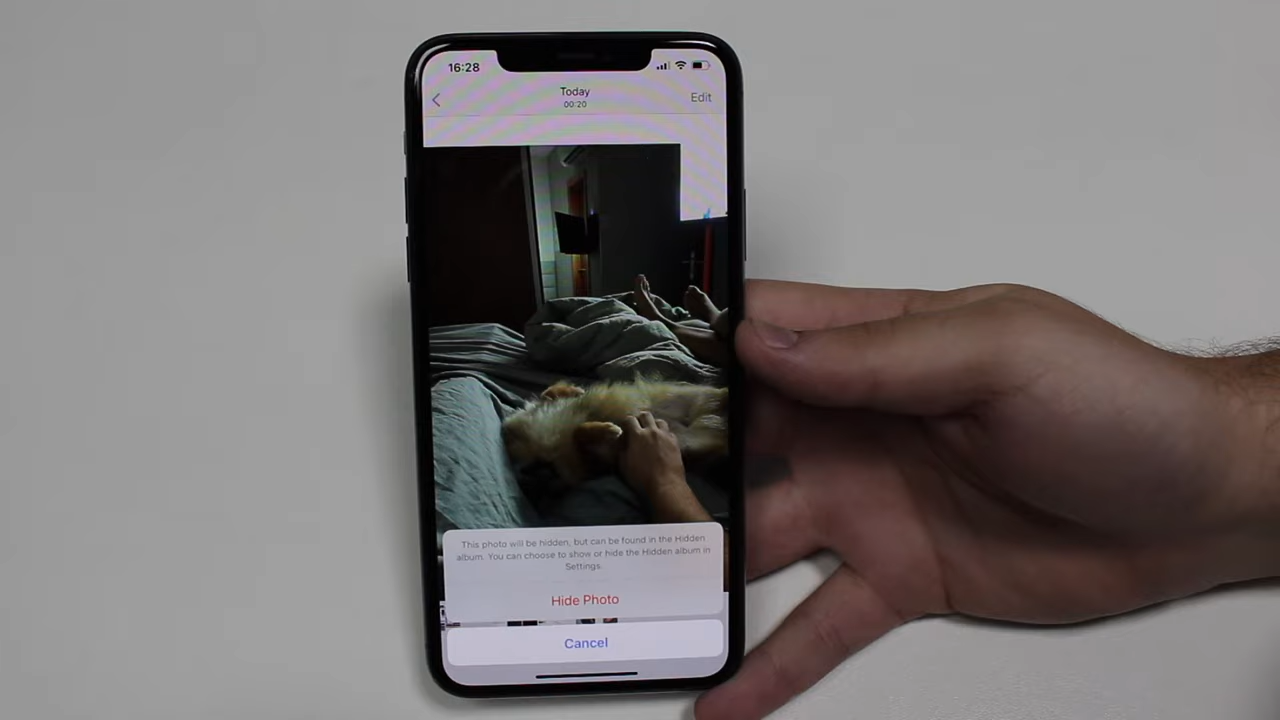 16:28
Today
00:20
Edit
This photo will be hidden, but can be found in the Hidden
album. You can choose to show or hide the Hidden album in
Settings.
Hide Photo
Cancel